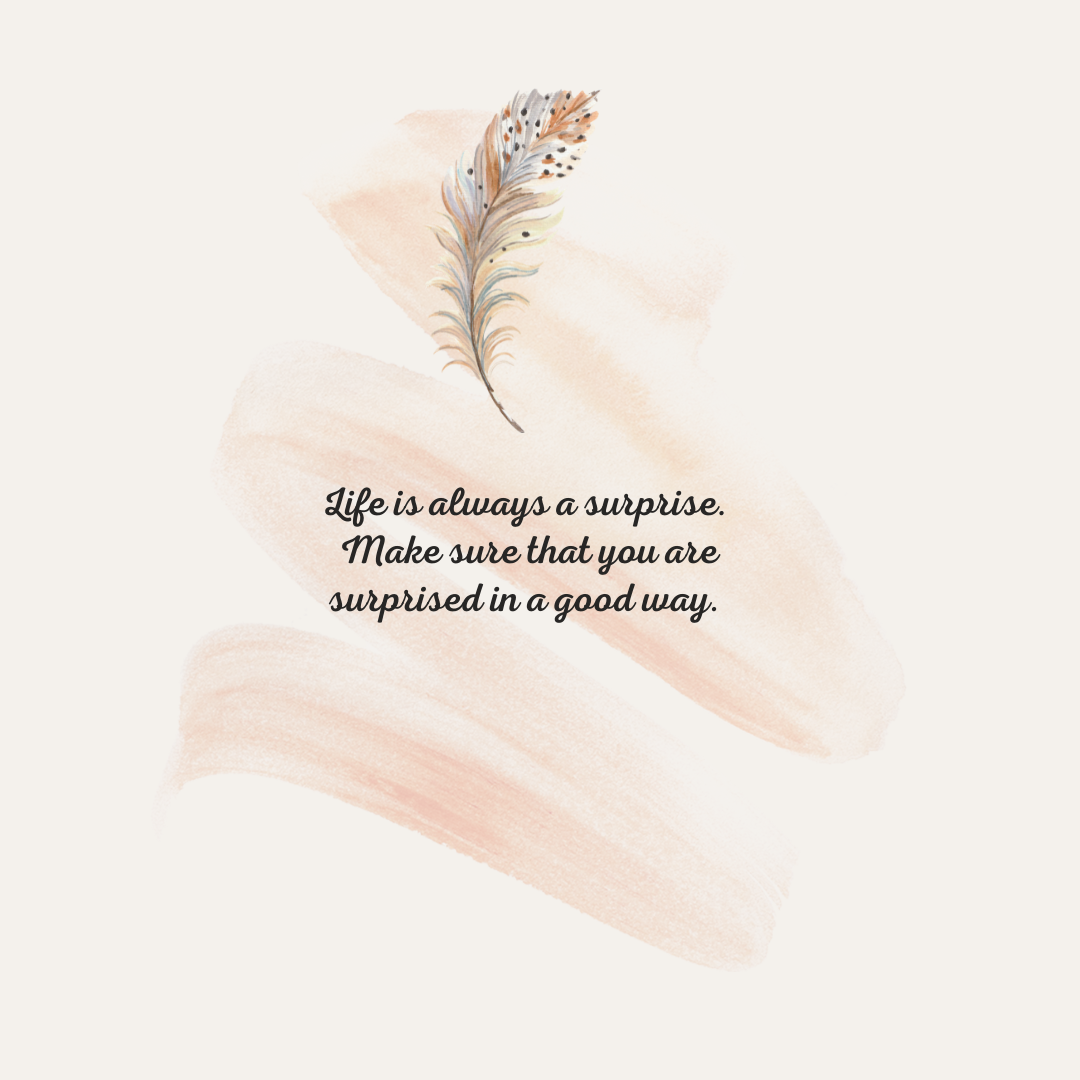 Life is always a surprise.
Make sure that you are
surprised in a good way.